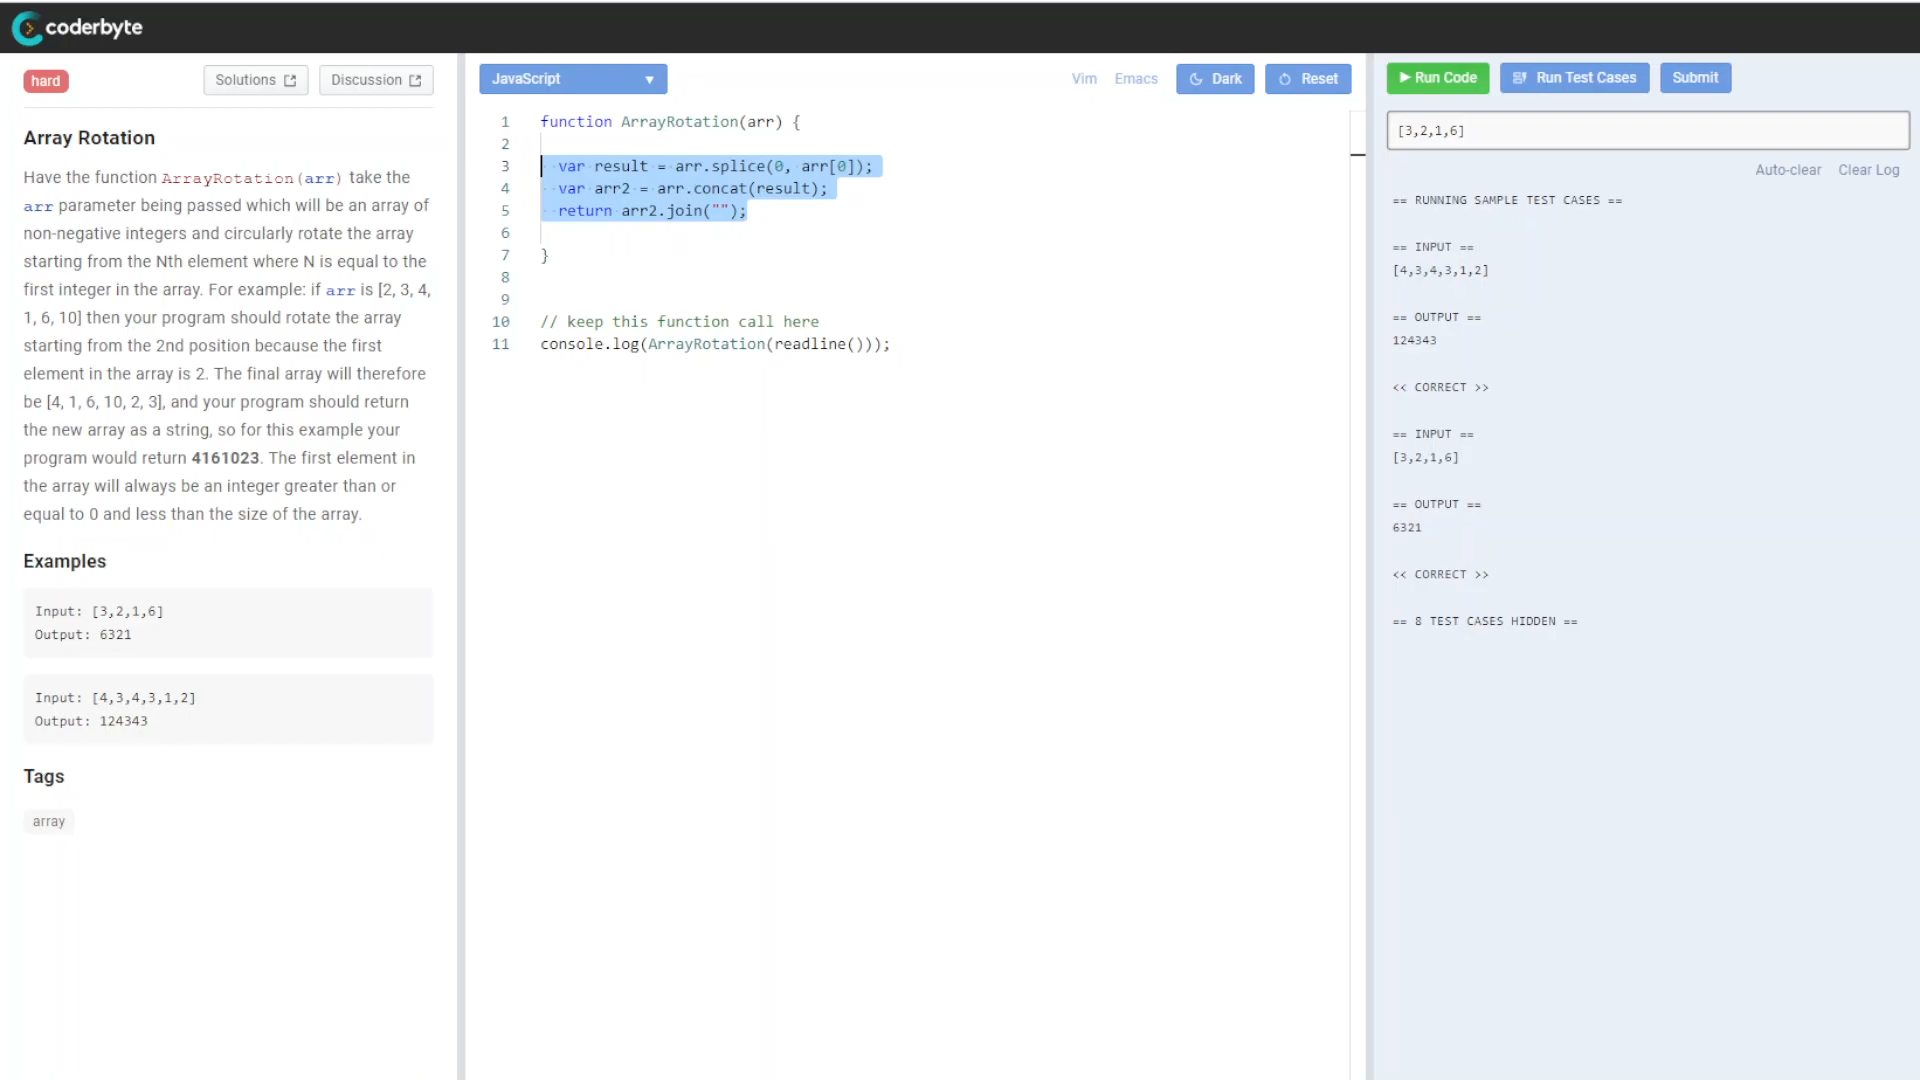 coderbyte
hard
Solutions
Discussion
Array Rotation
Have the function ArrayRotation(arr) take the
arr parameter being passed which will be an array of
non-negative integers and circularly rotate the array
starting from the Nth element where N is equal to the
first integer in the array. For example: if arr is [2, 3, 4,
1, 6, 10] then your program should rotate the array
starting from the 2nd position because the first
element in the array is 2. The final array will therefore
be [4, 1, 6, 10, 2, 3], and your program should return
the new array as a string, so for this example your
program would return 4161023. The first element in
the array will always be an integer greater than or
equal to 0 and less than the size of the array.
Examples
Input: [3,2,1,6]
Output: 6321
Input: [4,3,4,3,1,2]
Output: 124343
Tags
array
JavaScript
Vim
Emacs
Dark
Reset
1 function ArrayRotation(arr) {
2
3 var result = arr.splice(0, arr[0]);
4 var arr2 = arr.concat(result);
5 return arr2.join("");
6
7 }
8
9
10 // keep this function call here
11 console.log(ArrayRotation(readline()));
Run Code
Run Test Cases
Submit
[3,2,1,6]
Auto-clear
Clear Log
== RUNNING SAMPLE TEST CASES ==
== INPUT ==
[4,3,4,3,1,2]
== OUTPUT ==
124343
<< CORRECT >>
== INPUT ==
[3,2,1,6]
== OUTPUT ==
6321
<< CORRECT >>
== 8 TEST CASES HIDDEN ==